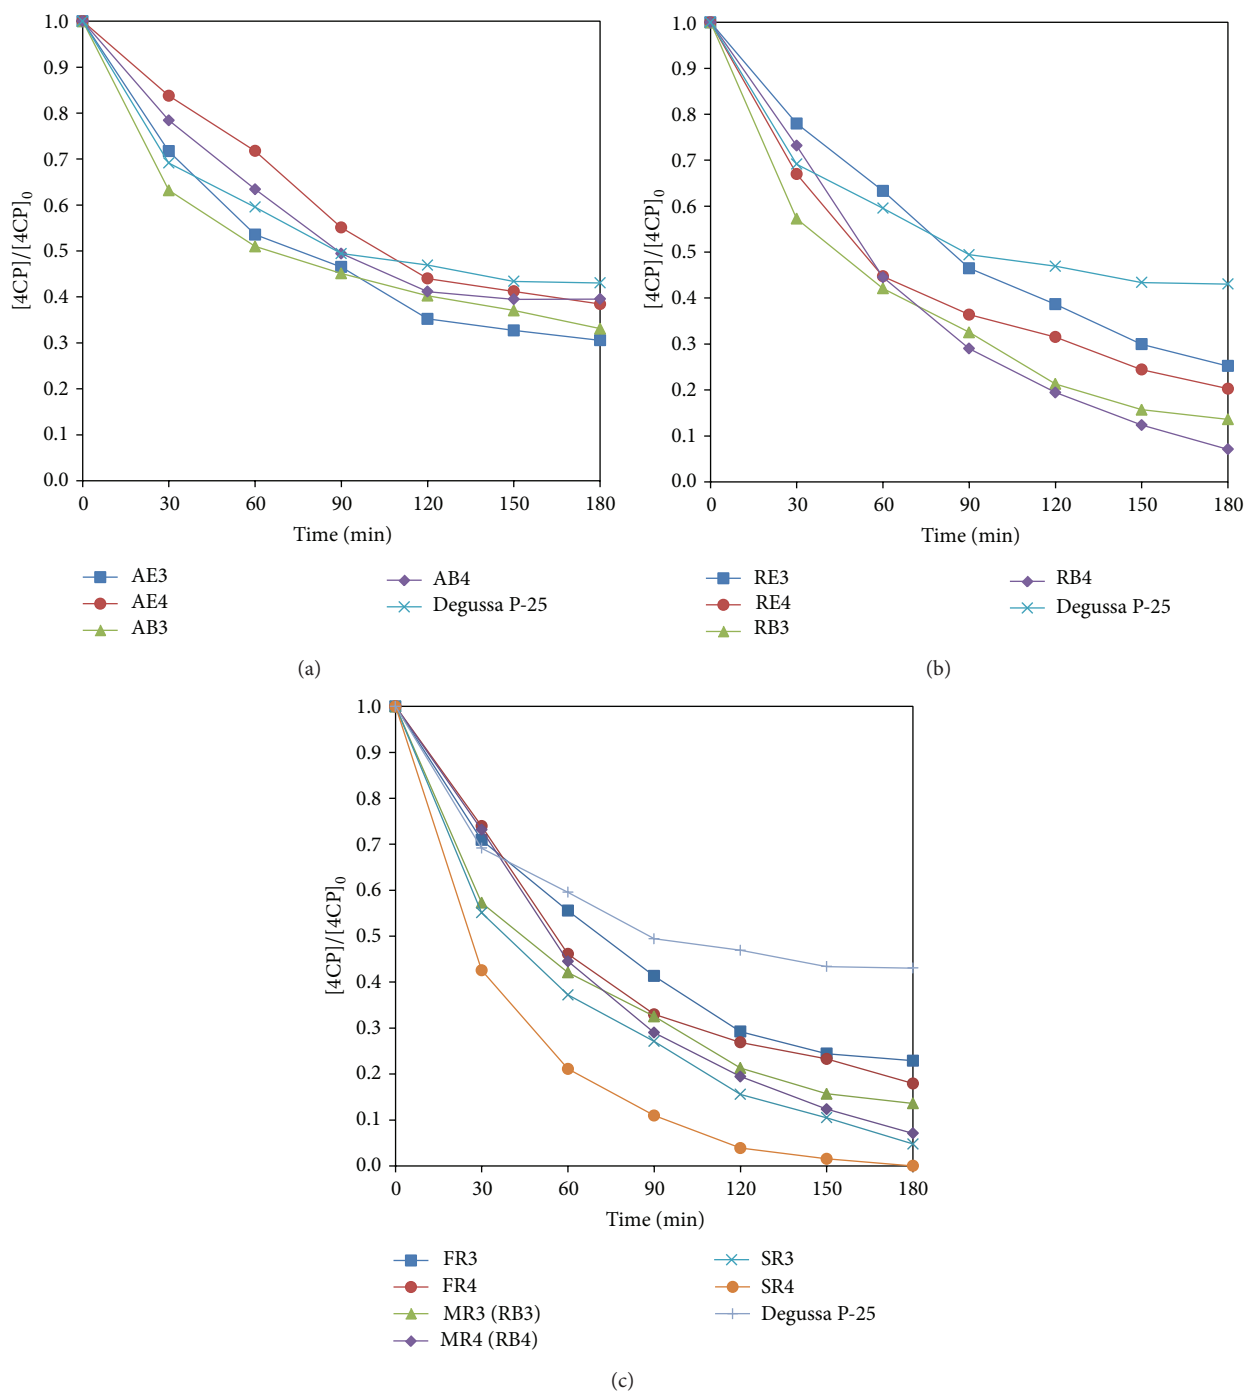 1.0
0.9
0.8
0.7
0.6
0.5
0.4
0.3
0.2
0.1
0.0
[4CP]/[4CP]0
0 30 60 90 120 150 180
Time (min)
AE3
AE4
AB3
AB4
Degussa P-25
(a)
1.0
0.9
0.8
0.7
0.6
0.5
0.4
0.3
0.2
0.1
0.0
[4CP]/[4CP]0
0 30 60 90 120 150 180
Time (min)
RE3
RE4
RB3
RB4
Degussa P-25
(b)
1.0
0.9
0.8
0.7
0.6
0.5
0.4
0.3
0.2
0.1
0.0
[4CP]/[4CP]0
0 30 60 90 120 150 180
Time (min)
FR3
FR4
MR3 (RB3)
MR4 (RB4)
SR3
SR4
Degussa P-25
(c)